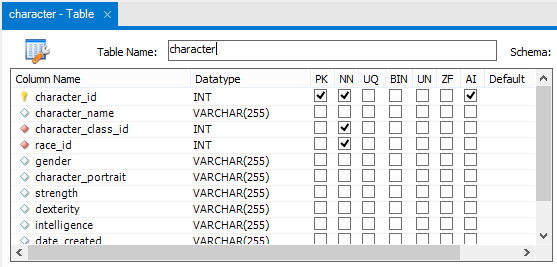 character - Table ×
Table Name: character Schema:
Column Name Datatype PK NN UQ BIN UN ZF AI Default
character_id INT
character_name VARCHAR(255)
character_class_id INT
race_id INT
gender VARCHAR(255)
character_portrait VARCHAR(255)
strength VARCHAR(255)
dexterity VARCHAR(255)
intelligence VARCHAR(255)
date_created VARCHAR(255)